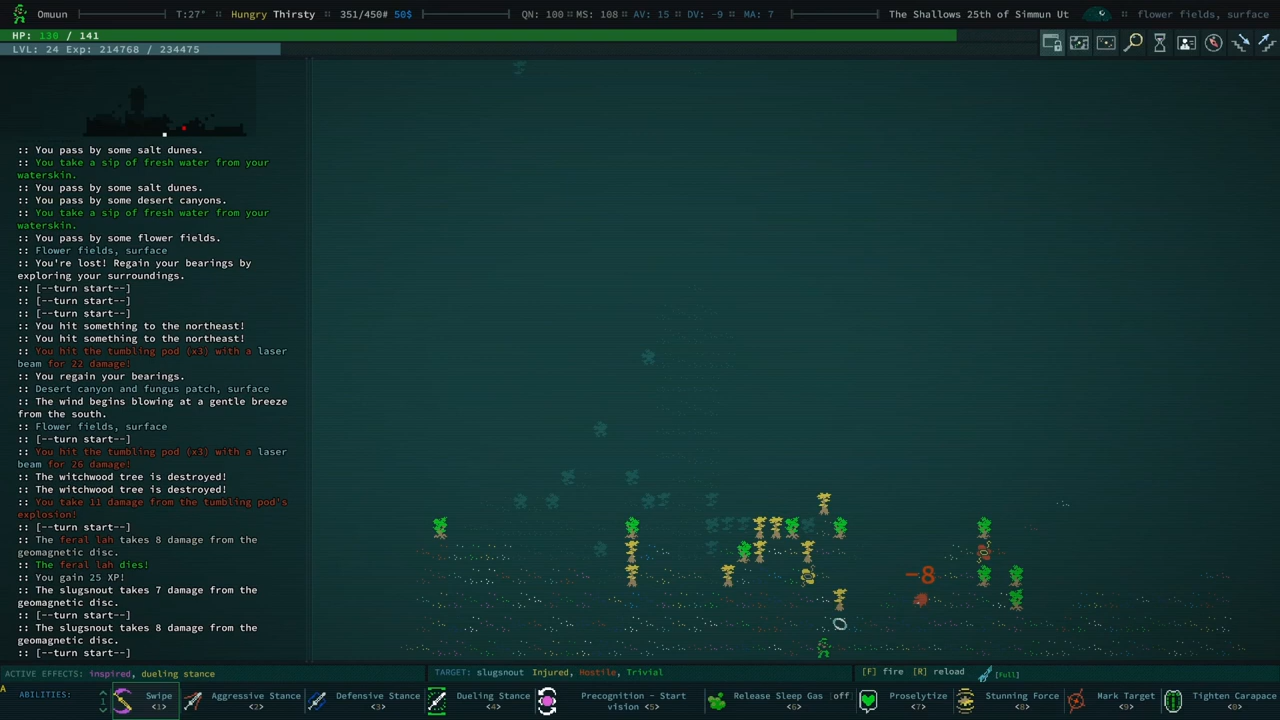 Omuun T:27° :: Hungry Thirsty :: 351/450# 50$ QN: 100 :: MS: 108 :: AV: 15 :: DV: -9 :: MA: 7 The Shallows 25th of Simmun Ut :: flower fields, surface
HP: 130 / 141
LVL: 24 Exp: 214768 / 234475
:: You pass by some salt dunes.
:: You take a sip of fresh water from your
waterskin.
:: You pass by some salt dunes.
:: You pass by some desert canyons.
:: You take a sip of fresh water from your
waterskin.
:: You pass by some flower fields.
:: Flower fields, surface
:: You're lost! Regain your bearings by
exploring your surroundings.
:: [--turn start--]
:: [--turn start--]
:: [--turn start--]
:: You hit something to the northeast!
:: You hit something to the northeast!
:: You hit the tumbling pod (x3) with a laser
beam for 22 damage!
:: You regain your bearings.
:: Desert canyon and fungus patch, surface
:: The wind begins blowing at a gentle breeze
from the south.
:: Flower fields, surface
:: [--turn start--]
:: You hit the tumbling pod (x3) with a laser
beam for 26 damage!
:: The witchwood tree is destroyed!
:: The witchwood tree is destroyed!
:: You take 11 damage from the tumbling pod's
explosion!
:: [--turn start--]
:: The feral lah takes 8 damage from the
geomagnetic disc.
:: The feral lah dies!
:: You gain 25 XP!
:: The slugsnout takes 7 damage from the
geomagnetic disc.
:: [--turn start--]
:: The slugsnout takes 8 damage from the
geomagnetic disc.
:: [--turn start--]
-8
ACTIVE EFFECTS: inspired, dueling stance
TARGET: slugsnout Injured, Hostile, Trivial
[F] fire [R] reload [Full]
A
ABILITIES:
1
Swipe <1>
Aggressive Stance <2>
Defensive Stance <3>
Dueling Stance <4>
Precognition - Start vision <5>
Release Sleep Gas off <6>
Proselytize <7>
Stunning Force <8>
Mark Target <9>
Tighten Carapace <0>